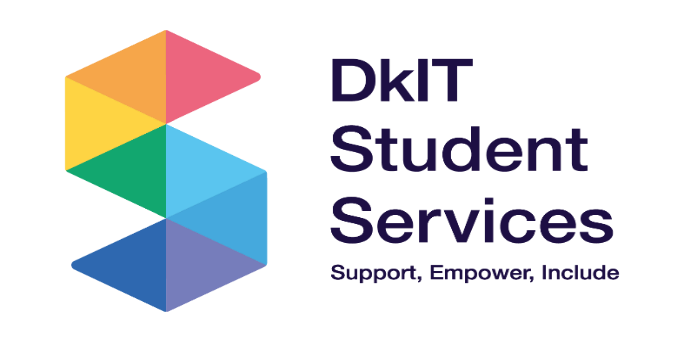 DkIT
Student
Services
Support, Empower, Include